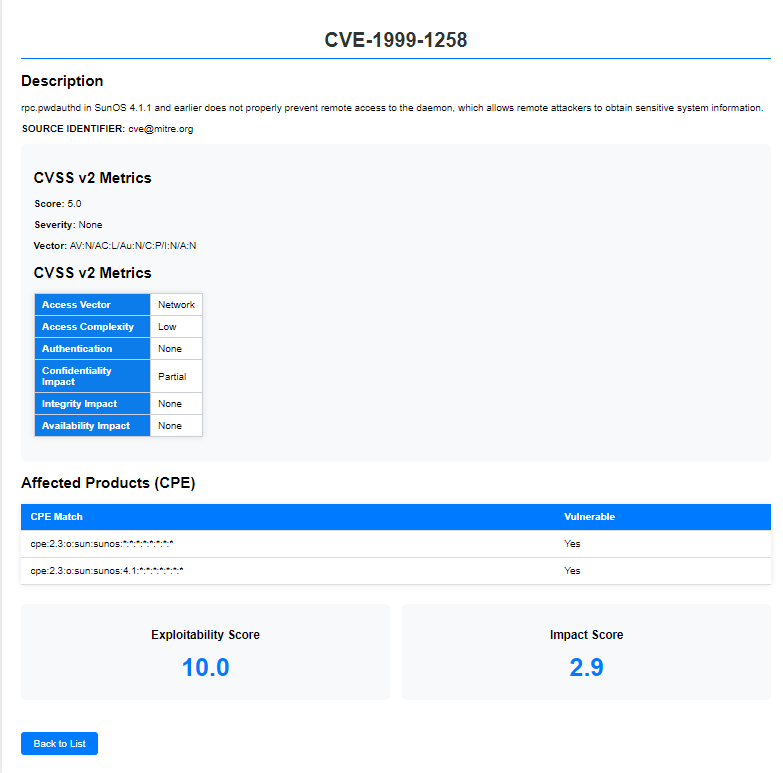 CVE-1999-1258
Description
rpc.pwdauthd in SunOS 4.1.1 and earlier does not properly prevent remote access to the daemon, which allows remote attackers to obtain sensitive system information.
SOURCE IDENTIFIER: cve@mitre.org
CVSS v2 Metrics
Score: 5.0
Severity: None
Vector: AV:N/AC:L/Au:N/C:P/I:N/A:N
CVSS v2 Metrics
Access Vector Network
Access Complexity Low
Authentication None
Confidentiality
Impact Partial
Integrity Impact None
Availability Impact None
Affected Products (CPE)
CPE Match Vulnerable
cpe:2.3:o:sun:sunos:*:*:*:*:*:*:*:* Yes
cpe:2.3:o:sun:sunos:4.1:*:*:*:*:*:*:* Yes
Exploitability Score Impact Score
10.0 2.9
Back to List